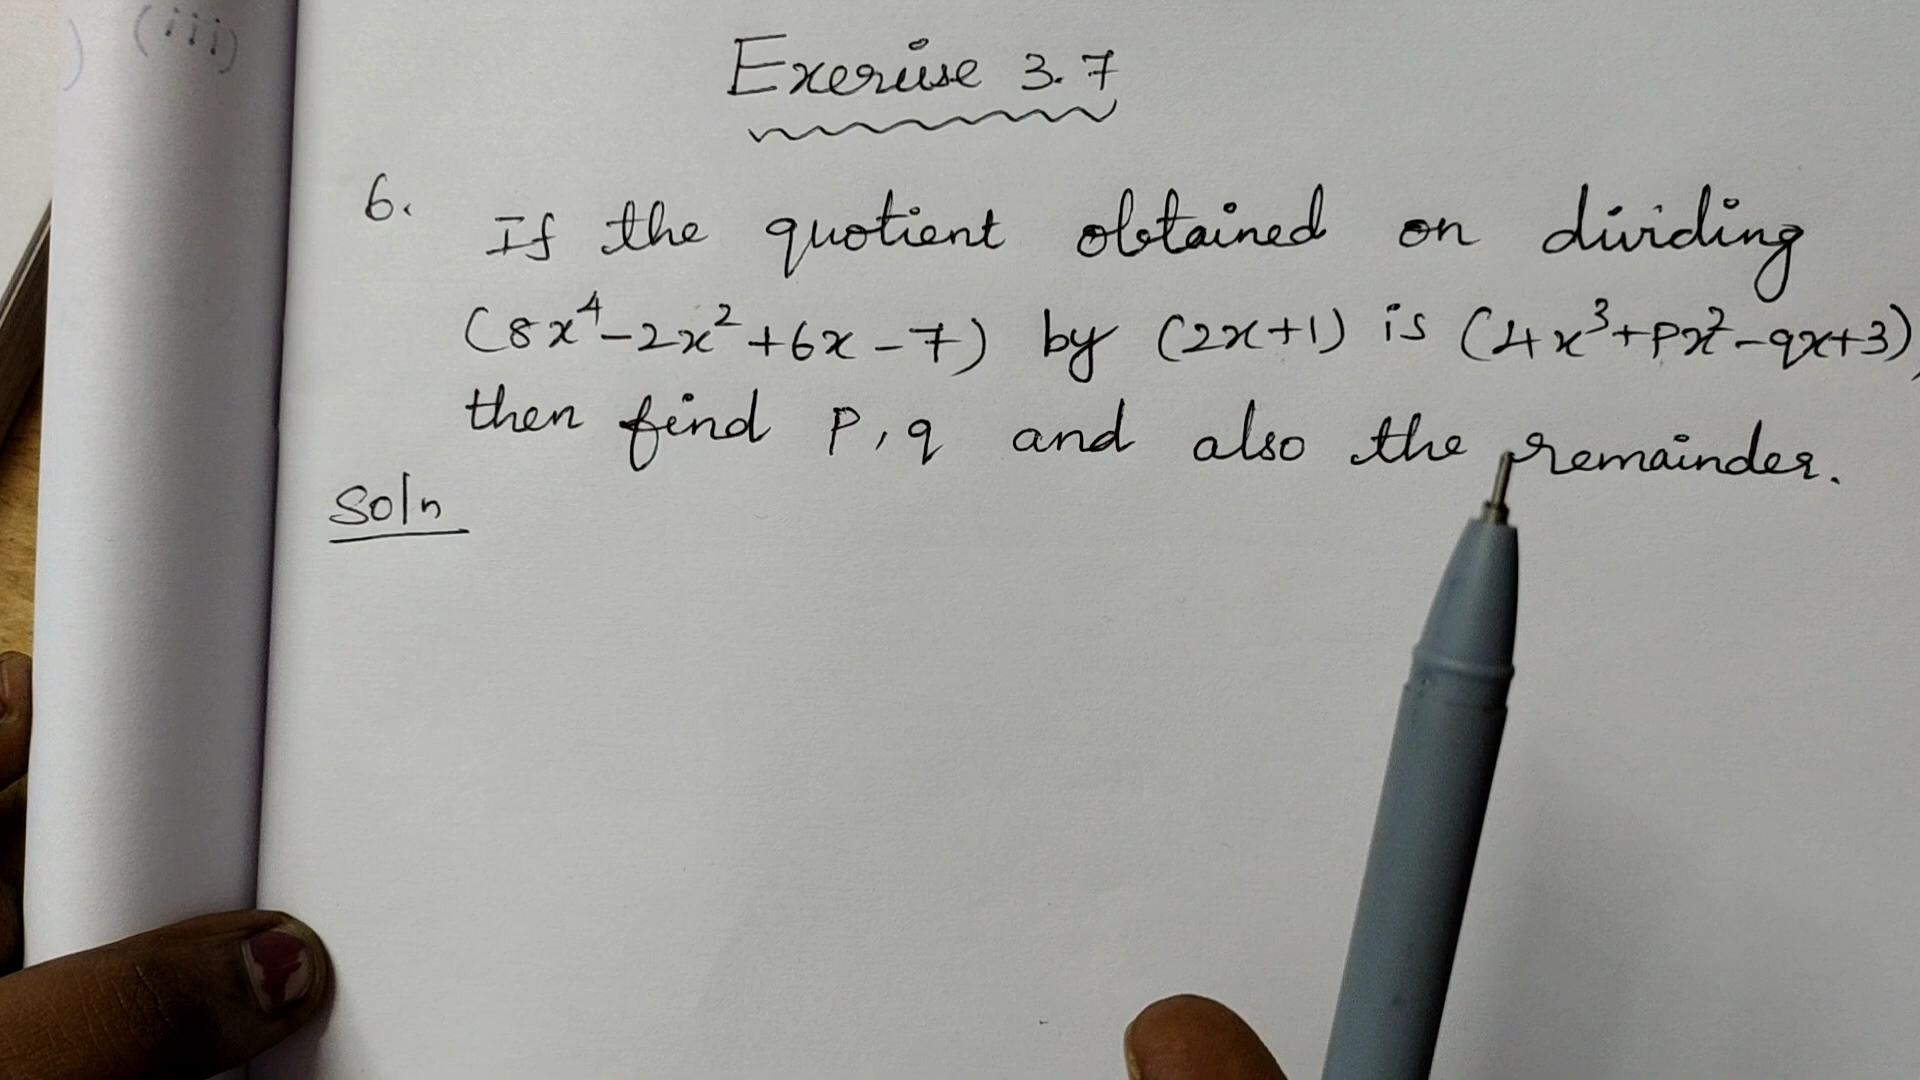 ) (iii)
Exercise 3.7
6. If the quotient obtained on dividing
(8x⁴-2x²+6x-7) by (2x+1) is (4x³+px²-qx+3),
then find P, q and also the remainder.
Soln